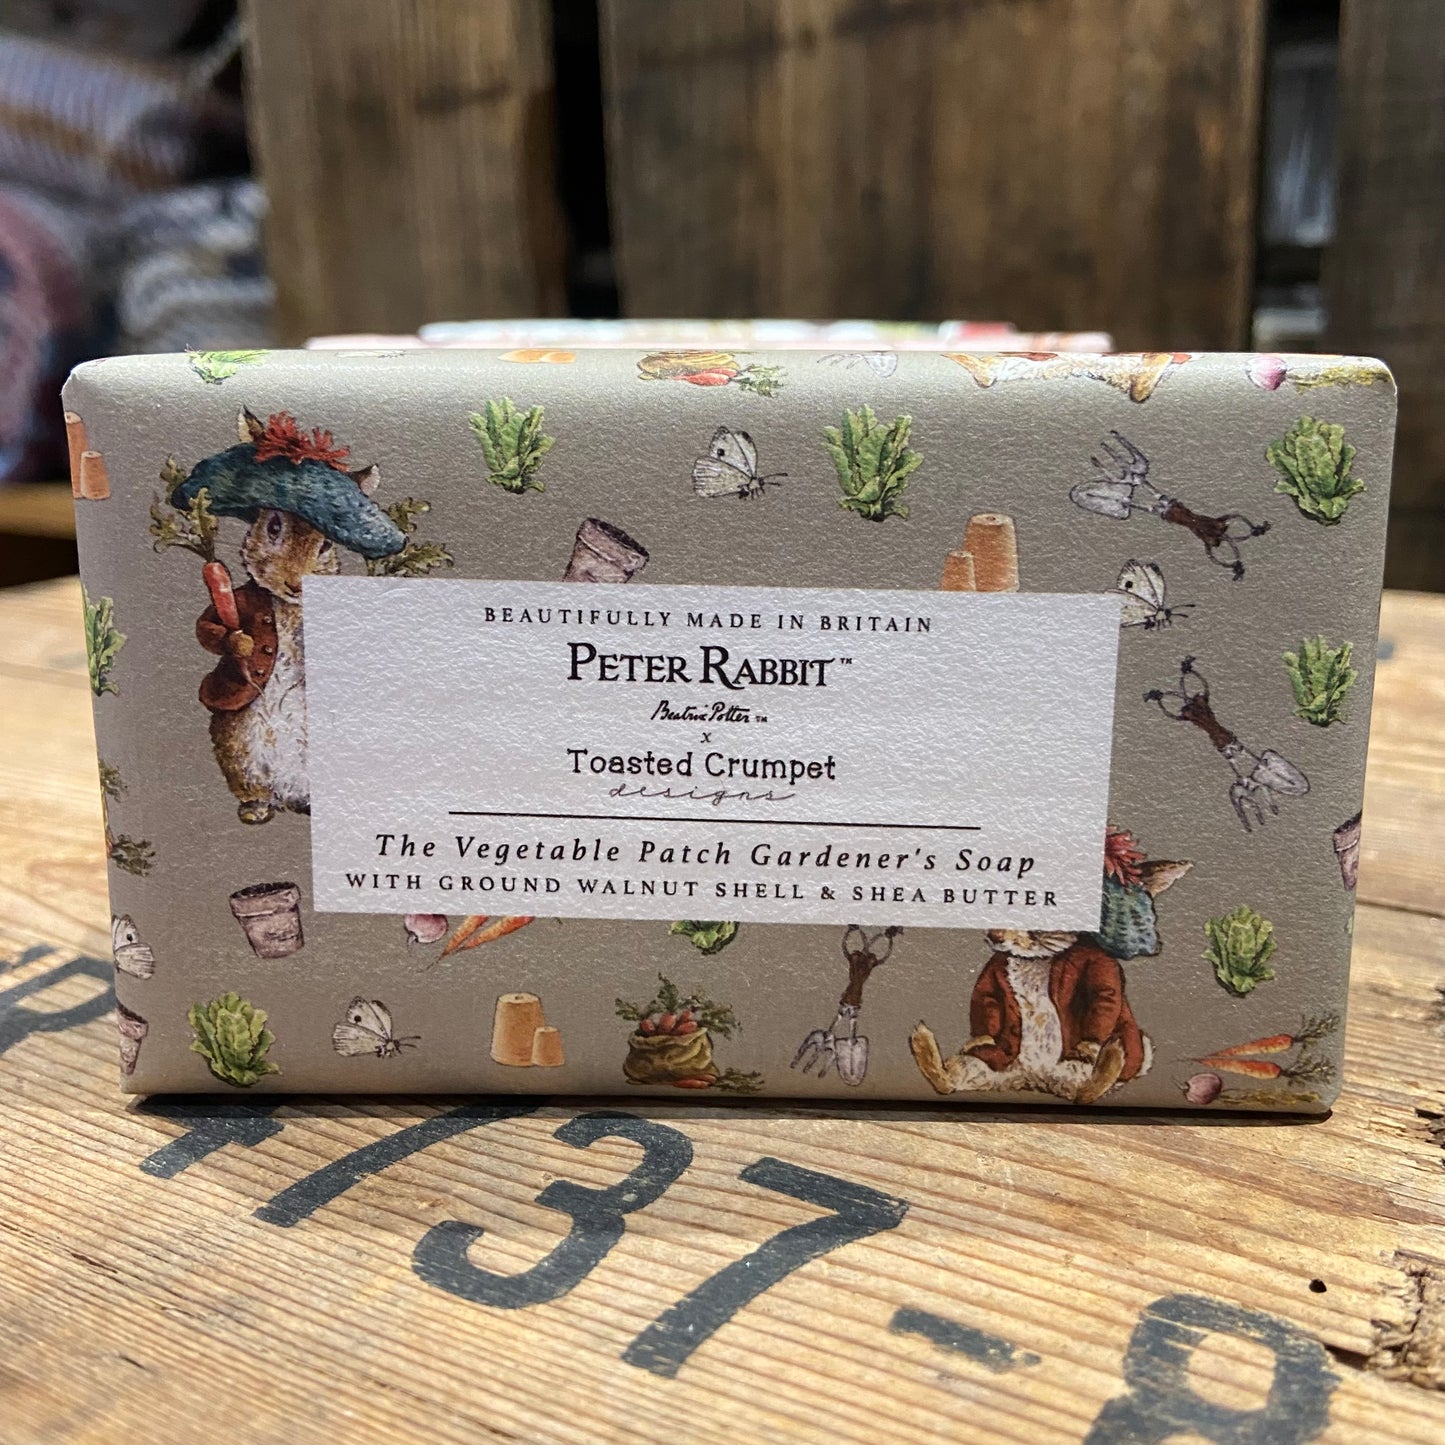 BEAUTIFULLY MADE IN BRITAIN
PETER RABBIT™
Beatrix Potter™
x
Toasted Crumpet
designs
The Vegetable Patch Gardener's Soap
WITH GROUND WALNUT SHELL & SHEA BUTTER
4737-8